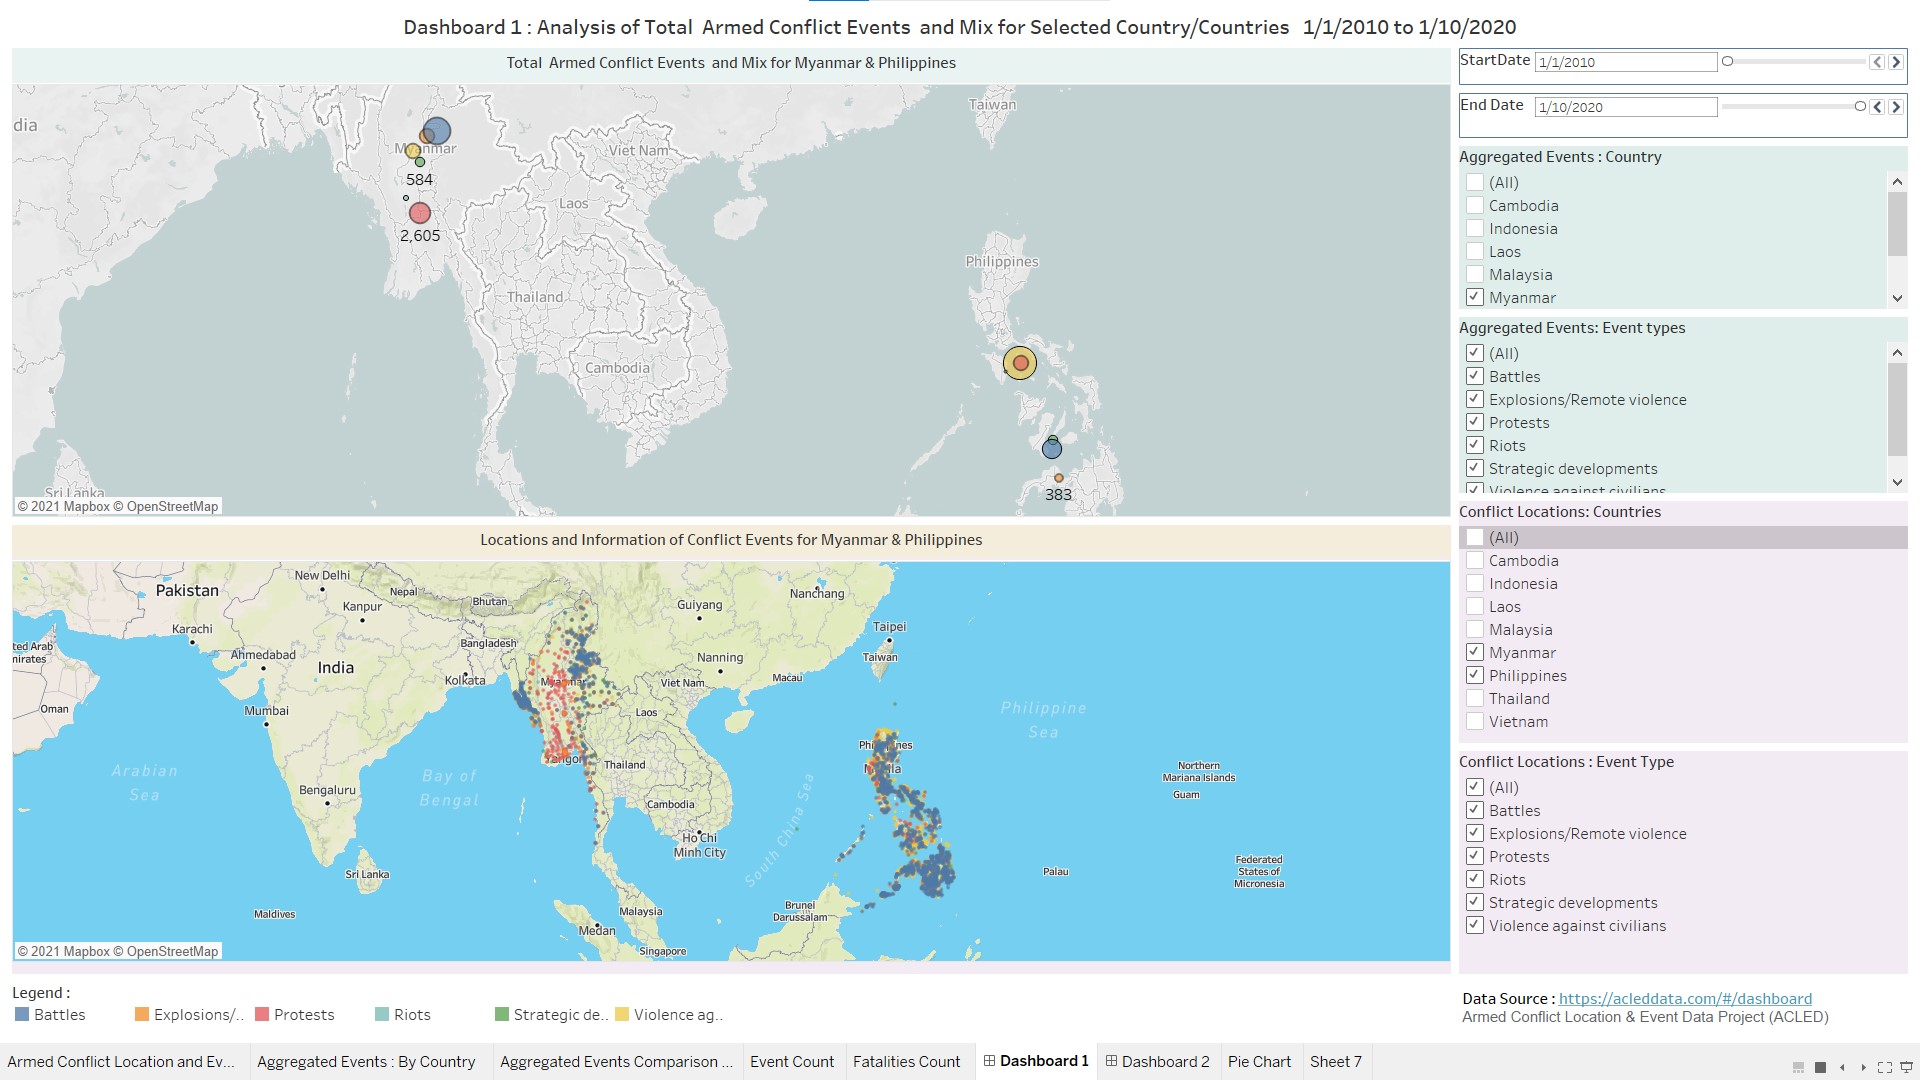 Dashboard 1 : Analysis of Total Armed Conflict Events and Mix for Selected Country/Countries 1/1/2010 to 1/10/2020
Total Armed Conflict Events and Mix for Myanmar & Philippines
dia
Taiwan
Myanmar
Viet Nam
584
Laos
2,605
Philippines
Thailand
Cambodia
383
Sri Lanka
© 2021 Mapbox © OpenStreetMap
Locations and Information of Conflict Events for Myanmar & Philippines
New Delhi
Pakistan
Nepal
Bhutan
Nanchang
Kanpur
Guiyang
Karachi
Taipei
ted Arab
mirates
Ahmedabad
Bangladesh
India
Nanning
Taiwan
Kolkata
Myanmar
Viet Nam
Macau
Oman
Mumbai
Laos
Philippine
Sea
Philippines
Yangon
Thailand
Manila
Northern
Mariana Islands
Arabian
Sea
Bay of
Bengal
Bengaluru
Guam
Cambodia
South China Sea
Ho Chi
Minh City
Sri Lanka
Palau
Federated
States of
Micronesia
Maldives
Malaysia
Brunei
Darussalam
Medan
Singapore
© 2021 Mapbox © OpenStreetMap
Legend :
Battles
Explosions/..
Protests
Riots
Strategic de..
Violence ag..
StartDate 1/1/2010
End Date 1/10/2020
Aggregated Events : Country
(All)
Cambodia
Indonesia
Laos
Malaysia
Myanmar
Aggregated Events: Event types
(All)
Battles
Explosions/Remote violence
Protests
Riots
Strategic developments
Violence against civilians
Conflict Locations: Countries
(All)
Cambodia
Indonesia
Laos
Malaysia
Myanmar
Philippines
Thailand
Vietnam
Conflict Locations : Event Type
(All)
Battles
Explosions/Remote violence
Protests
Riots
Strategic developments
Violence against civilians
Data Source : https://acleddata.com/#/dashboard
Armed Conflict Location & Event Data Project (ACLED)
Armed Conflict Location and Ev...
Aggregated Events : By Country
Aggregated Events Comparison ...
Event Count
Fatalities Count
Dashboard 1
Dashboard 2
Pie Chart
Sheet 7